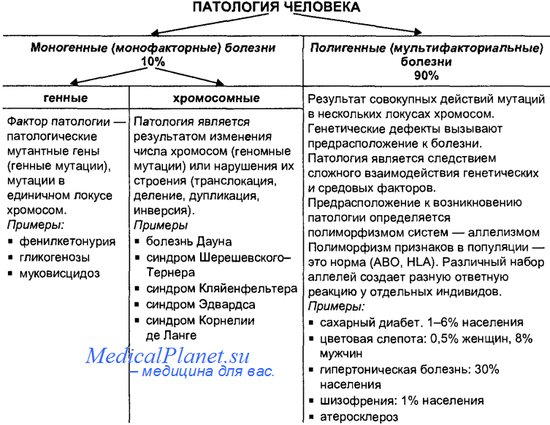 ПАТОЛОГИЯ ЧЕЛОВЕКА
Моногенные (монофакторные) болезни
10%
генные
Фактор патологии —
патологические
мутантные гены
(генные мутации),
мутации в
единичном локусе
хромосом.
Примеры:
▪ фенилкетонурия
▪ гликогенозы
▪ муковисцидоз
хромосомные
Патология является
результатом изменения
числа хромосом (геномные
мутации) или нарушения их
строения (транслокация,
деление, дупликация,
инверсия).
Примеры
▪ болезнь Дауна
▪ синдром Шерешевского–
Тернера
▪ синдром Кляйенфельтера
▪ синдром Эдвардса
▪ синдром Корнелии
де Ланге
Полигенные (мультифакториальные)
болезни
90%
Результат совокупных действий мутаций
в нескольких локусах хромосом.
Генетические дефекты вызывают
предрасположение к болезни.
Патология является следствием
сложного взаимодействия генетических
и средовых факторов.
Предрасположение к возникновению
патологии определяется
полиморфизмом систем — аллелизмом
Полиморфизм признаков в популяции —
это норма (АВО, HLA). Различный набор
аллелей создает разную ответную
реакцию у отдельных индивидов.
Примеры:
▪ сахарный диабет. 1–6% населения
▪ цветовая слепота: 0,5% женщин, 8%
мужчин
▪ гипертоническая болезнь: 30%
населения
▪ шизофрения: 1% населения
▪ атеросклероз
MedicalPlanet.su
– медицина для вас.